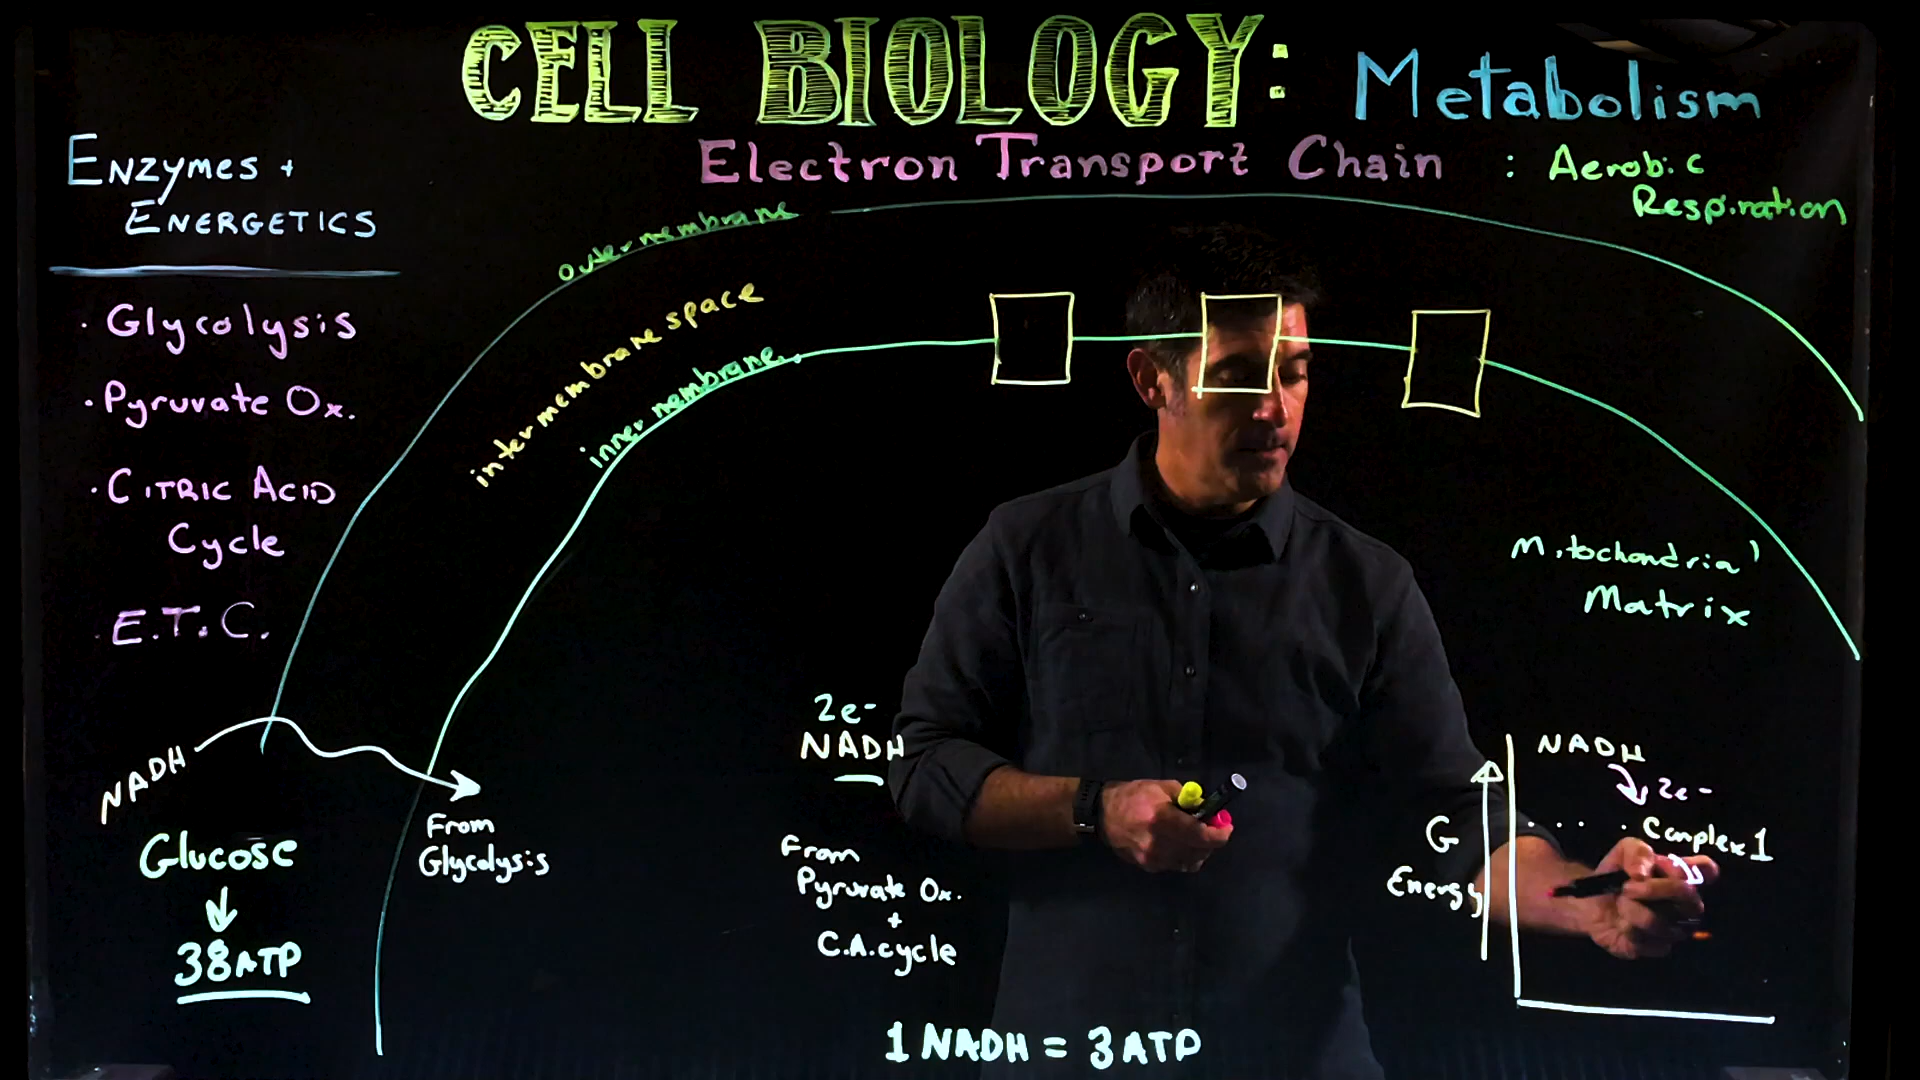 CELL BIOLOGY: Metabolism
Electron Transport Chain : Aerobic
Respiration
Enzymes +
ENERGETICS
· Glycolysis
· Pyruvate Ox.
· CITRIC ACID
Cycle
· E.T.C.
outer membrane
intermembrane space
inner membrane
Mitochondrial
Matrix
NADH
From
Glycolysis
Glucose
38 ATP
2e-
NADH
From
Pyruvate Ox.
+
C.A. cycle
1 NADH = 3 ATP
G
Energy
NADH
2e-
Complex 1